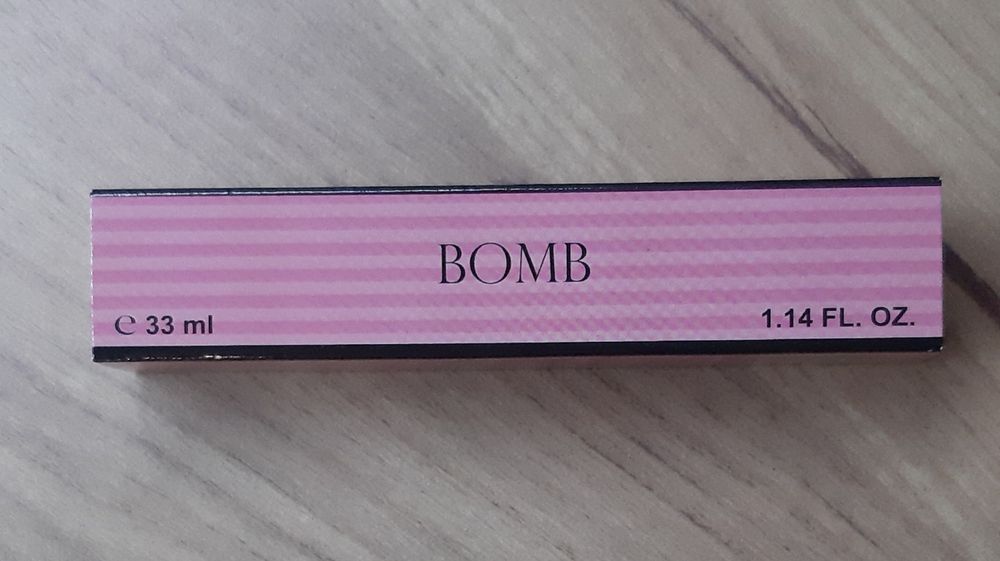 BOMB
℮ 33 ml
1.14 FL. OZ.